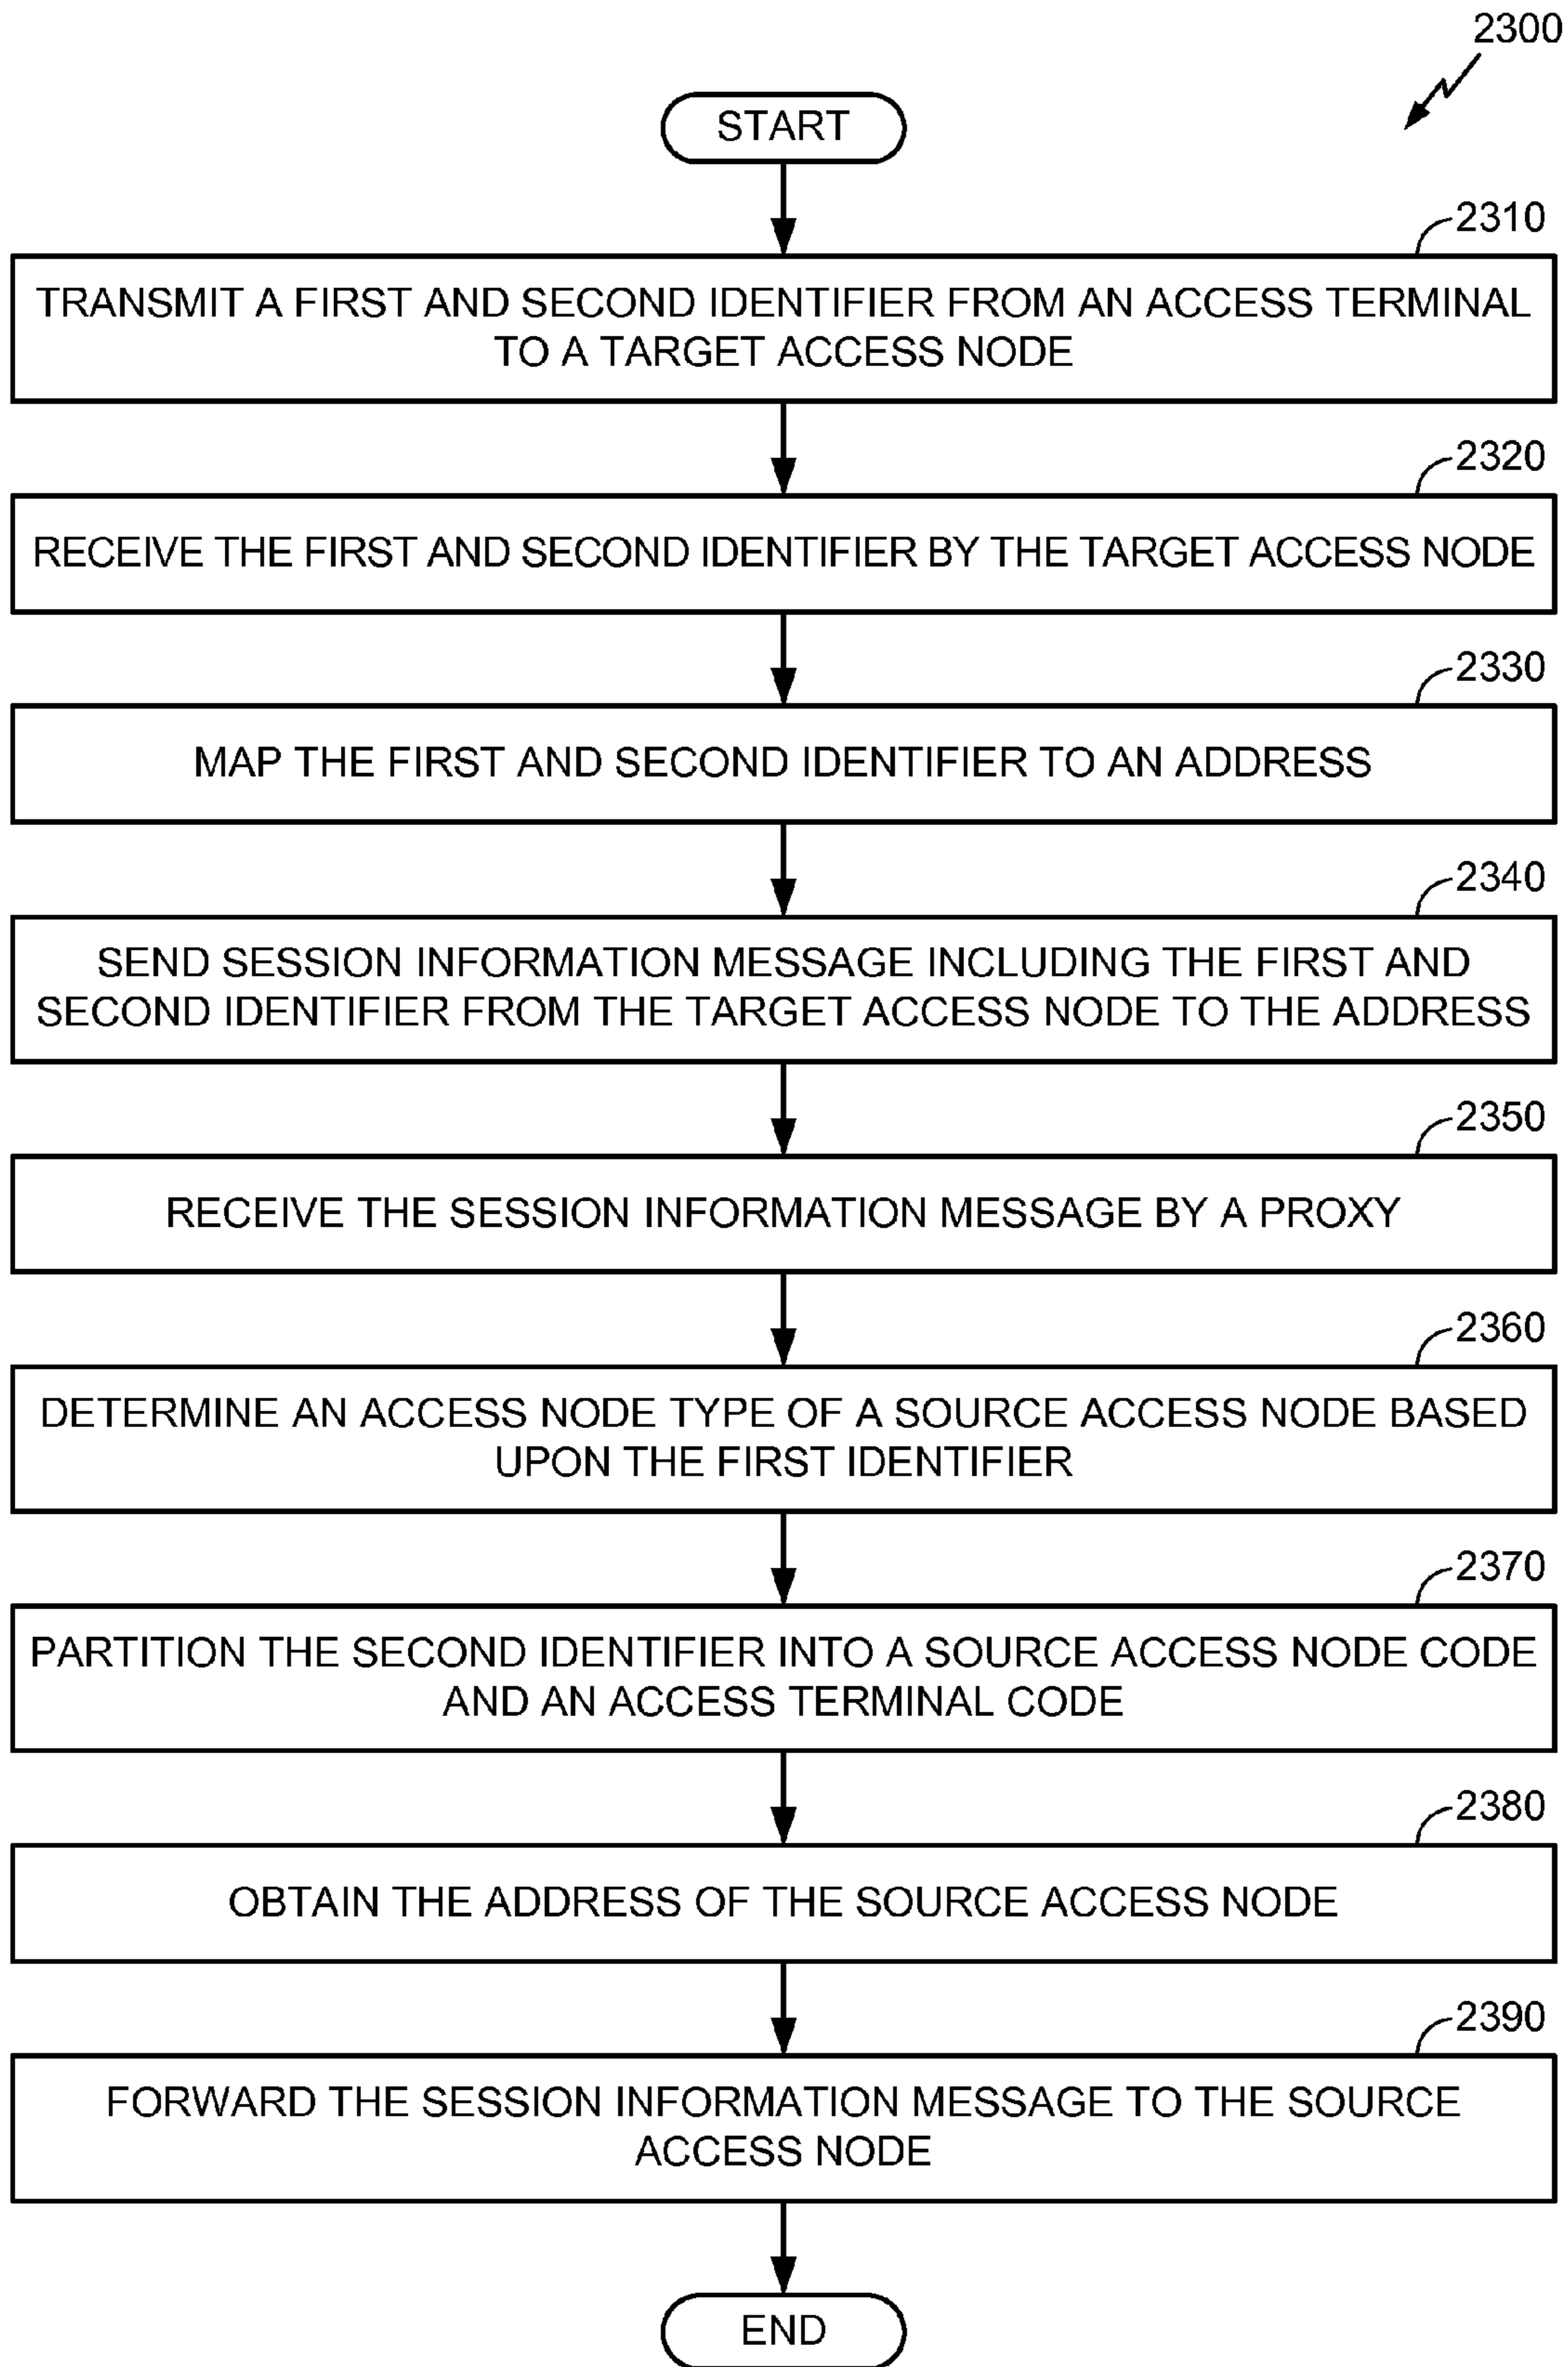 2300
START
2310
TRANSMIT A FIRST AND SECOND IDENTIFIER FROM AN ACCESS TERMINAL
TO A TARGET ACCESS NODE
2320
RECEIVE THE FIRST AND SECOND IDENTIFIER BY THE TARGET ACCESS NODE
2330
MAP THE FIRST AND SECOND IDENTIFIER TO AN ADDRESS
2340
SEND SESSION INFORMATION MESSAGE INCLUDING THE FIRST AND
SECOND IDENTIFIER FROM THE TARGET ACCESS NODE TO THE ADDRESS
2350
RECEIVE THE SESSION INFORMATION MESSAGE BY A PROXY
2360
DETERMINE AN ACCESS NODE TYPE OF A SOURCE ACCESS NODE BASED
UPON THE FIRST IDENTIFIER
2370
PARTITION THE SECOND IDENTIFIER INTO A SOURCE ACCESS NODE CODE
AND AN ACCESS TERMINAL CODE
2380
OBTAIN THE ADDRESS OF THE SOURCE ACCESS NODE
2390
FORWARD THE SESSION INFORMATION MESSAGE TO THE SOURCE
ACCESS NODE
END